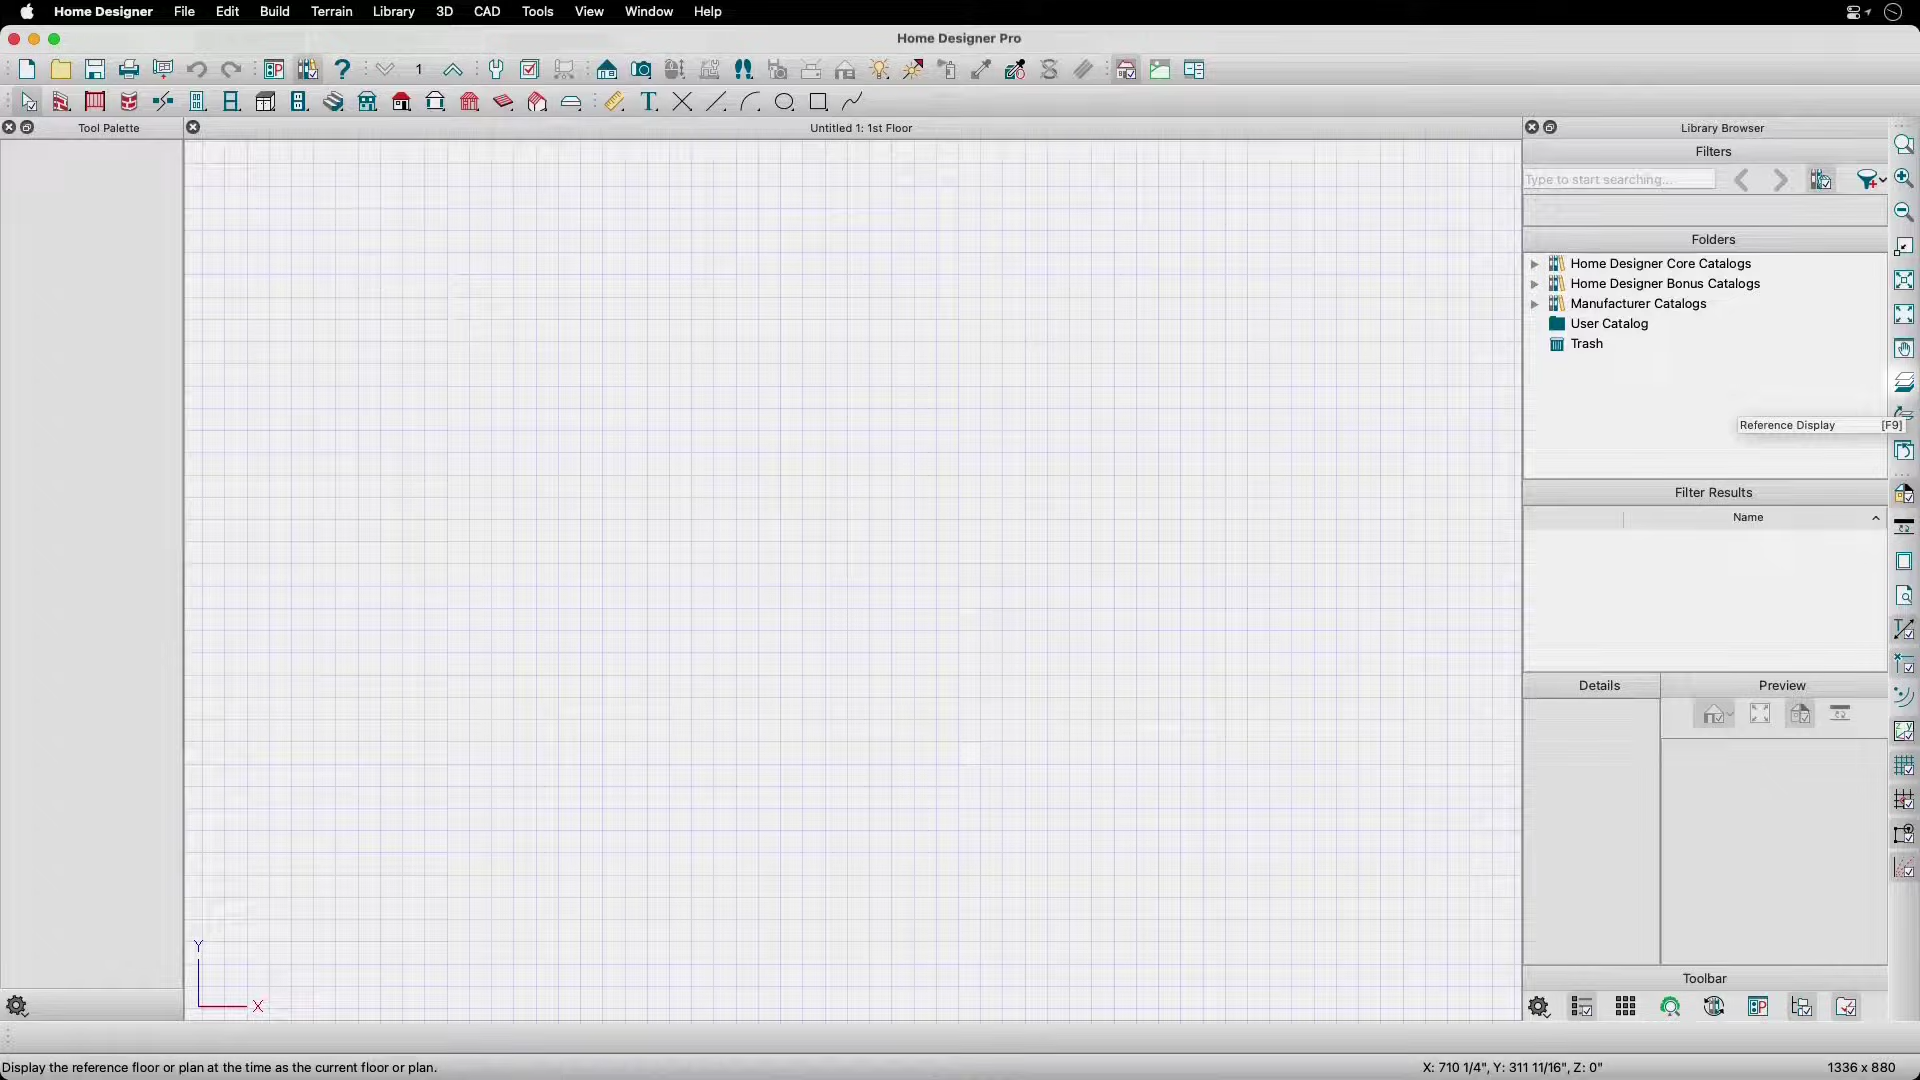 Home Designer File Edit Build Terrain Library 3D CAD Tools View Window Help
Home Designer Pro
1
Tool Palette
Untitled 1: 1st Floor
Library Browser
Filters
Type to start searching...
Folders
Home Designer Core Catalogs
Home Designer Bonus Catalogs
Manufacturer Catalogs
User Catalog
Trash
Reference Display [F9]
Filter Results
Name
Details
Preview
Y
X
Toolbar
Display the reference floor or plan at the time as the current floor or plan.
X: 710 1/4", Y: 311 11/16", Z: 0"
1336 x 880